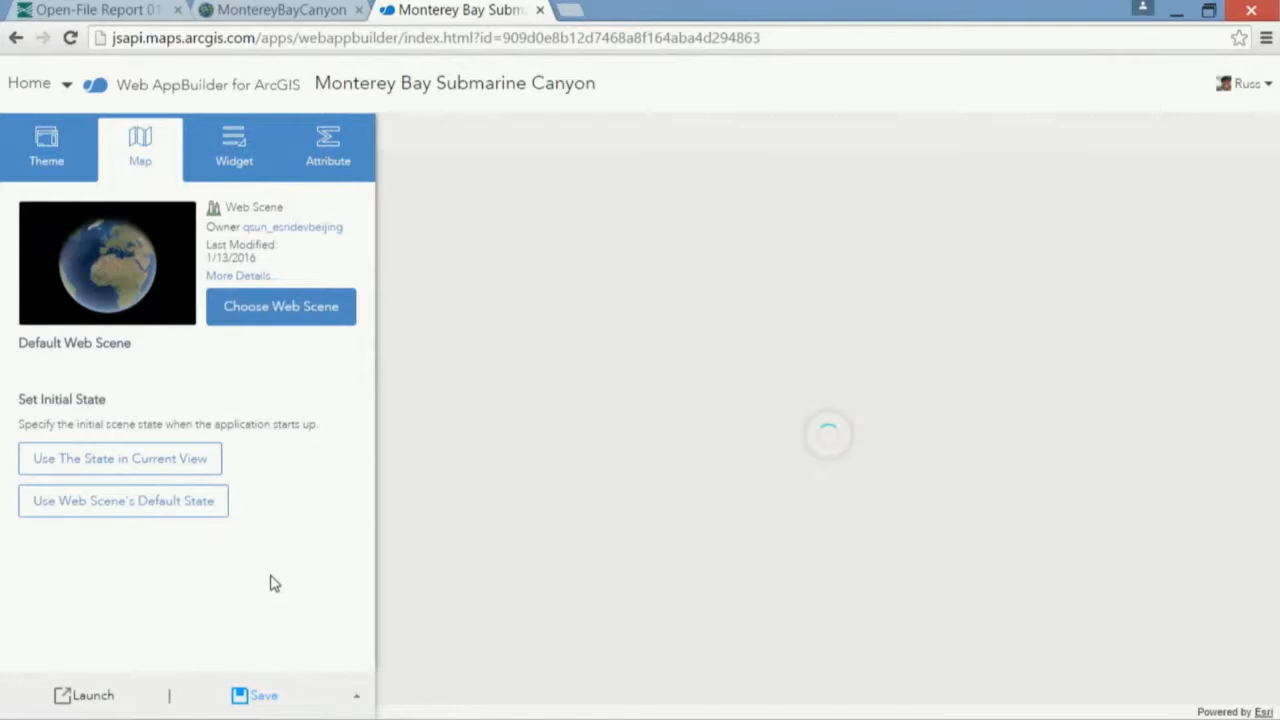 Open-File Report 01
MontereyBayCanyon
Monterey Bay Subm
jsapi.maps.arcgis.com/apps/webappbuilder/index.html?id=909d0e8b12d7468a8f164aba4d294863
Home
Web AppBuilder for ArcGIS
Monterey Bay Submarine Canyon
Russ
Theme
Map
Widget
Attribute
Web Scene
Owner qsun_esridevbeijing
Last Modified:
1/13/2016
More Details...
Choose Web Scene
Default Web Scene
Set Initial State
Specify the initial scene state when the application starts up.
Use The State in Current View
Use Web Scene's Default State
Launch | Save
Powered by Esri